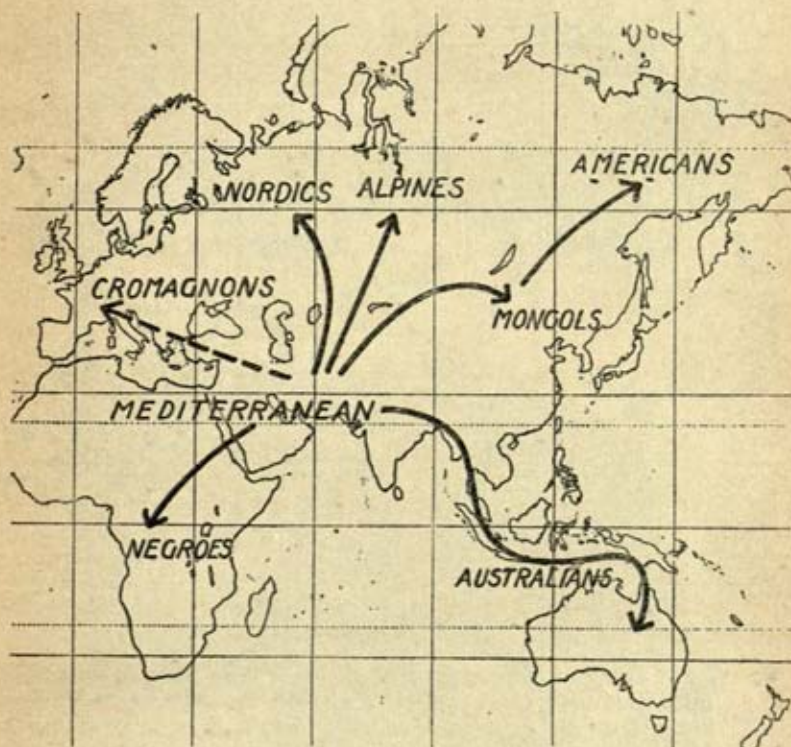 NORDICS ALPINES
AMERICANS
CROMAGNONS
MONGOLS
MEDITERRANEAN
NEGROES
AUSTRALIANS